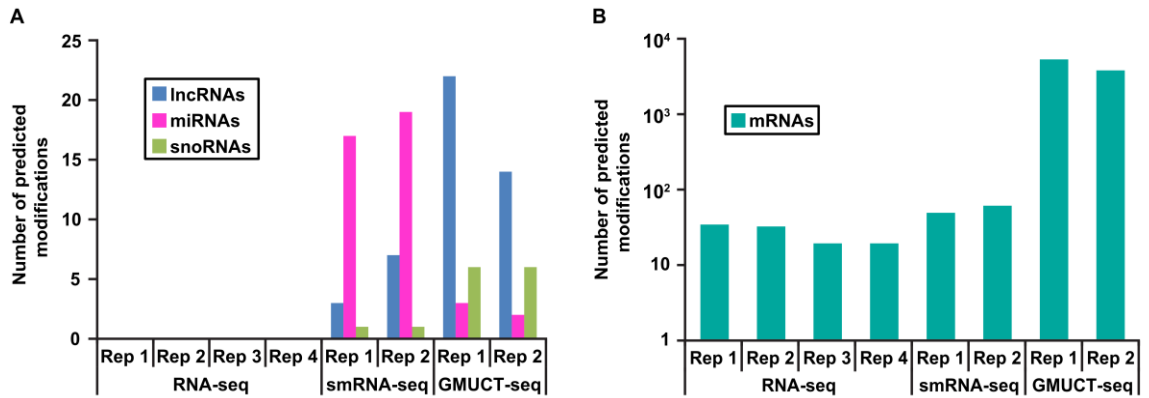 A
Number of predicted
modifications
25
20
15
10
5
0
lncRNAs
miRNAs
snoRNAs
Rep 1 Rep 2 Rep 3 Rep 4 Rep 1 Rep 2 Rep 1 Rep 2
RNA-seq smRNA-seq GMUCT-seq
B
Number of predicted
modifications
10⁴
10³
10²
10
1
mRNAs
Rep 1 Rep 2 Rep 3 Rep 4 Rep 1 Rep 2 Rep 1 Rep 2
RNA-seq smRNA-seq GMUCT-seq